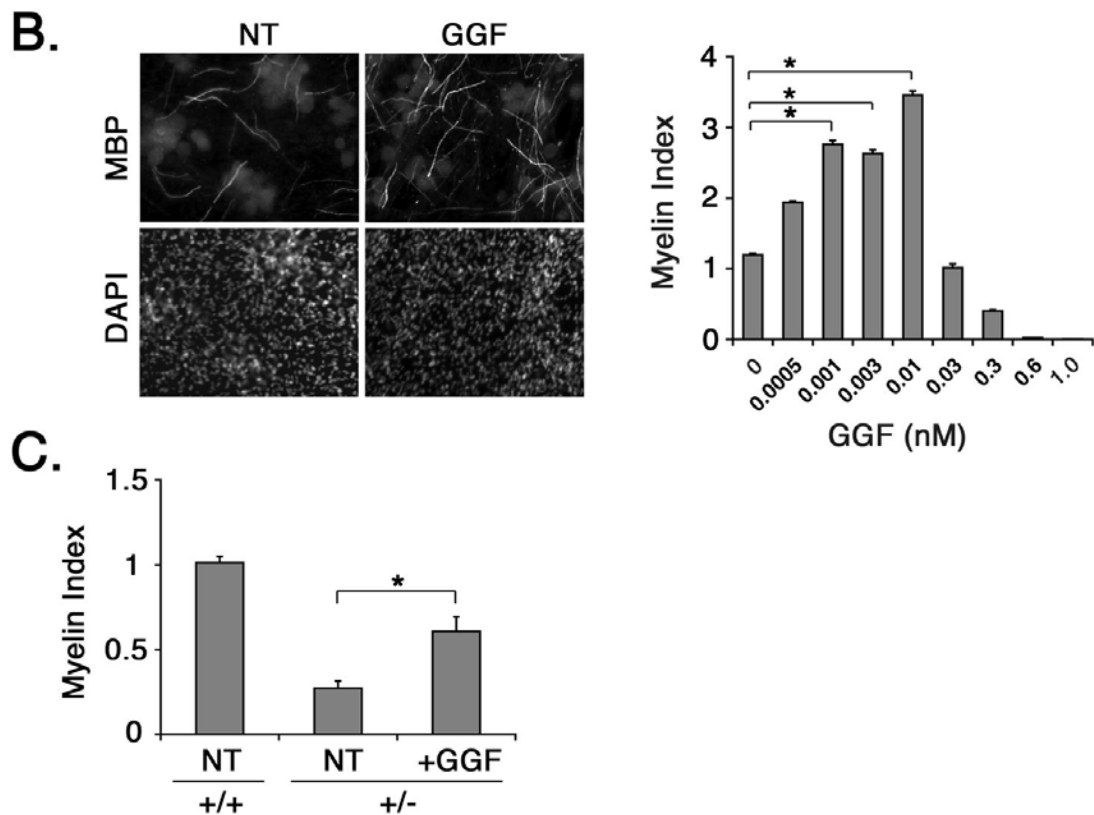 B.
NT GGF
MBP
DAPI
Myelin Index
4
3
2
1
0
* 
*
*
0 0.0005 0.001 0.003 0.01 0.03 0.3 0.6 1.0
GGF (nM)
C.
Myelin Index
1.5
1
0.5
0
*
NT NT +GGF
+/+ +/-